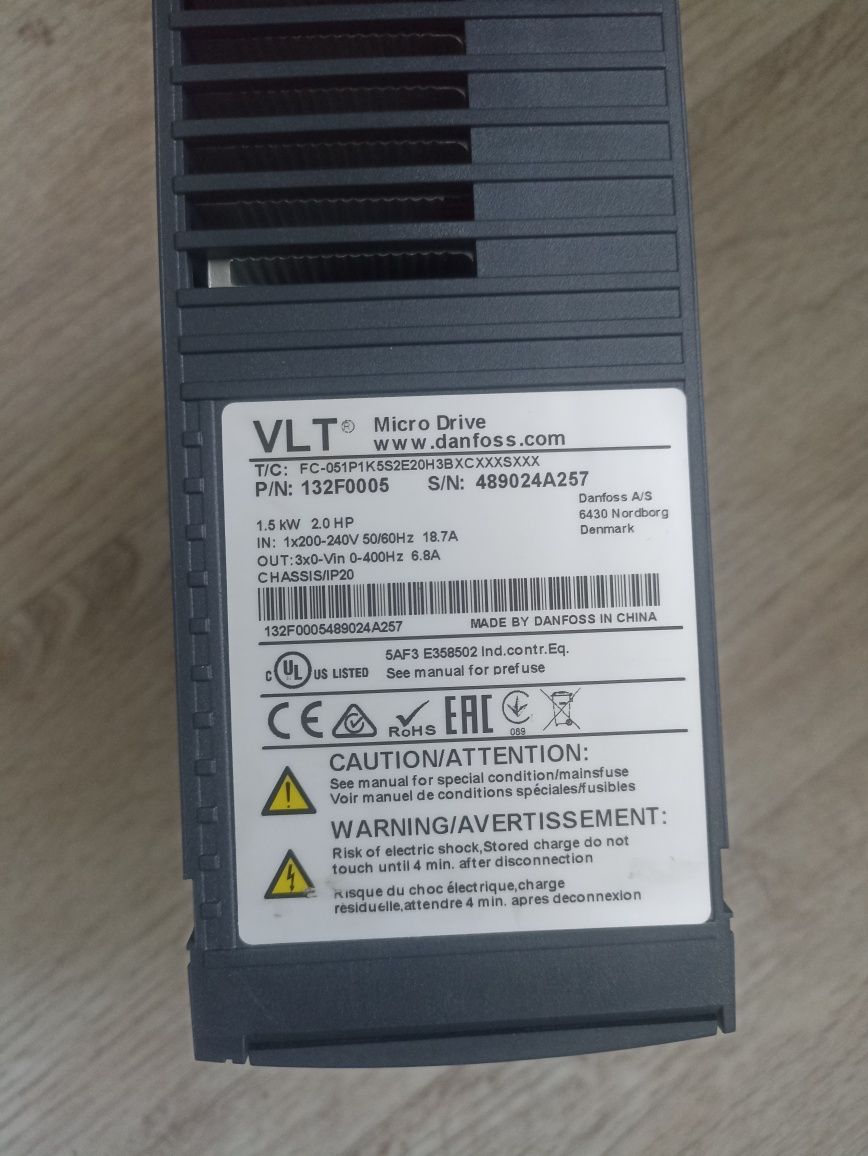 VLT® Micro Drive
www.danfoss.com
T/C: FC-051P1K5S2E20H3BXCXXXSXXX
P/N: 132F0005 S/N: 489024A257
Danfoss A/S
6430 Nordborg
Denmark
1.5 kW 2.0 HP
IN: 1x200-240V 50/60Hz 18.7A
OUT:3x0-Vin 0-400Hz 6.8A
CHASSIS/IP20
132F0005489024A257 MADE BY DANFOSS IN CHINA
c UL US LISTED
5AF3 E358502 Ind.contr.Eq.
See manual for prefuse
CE RoHS EAC 089
CAUTION/ATTENTION:
See manual for special condition/mainsfuse
Voir manuel de conditions spéciales/fusibles
WARNING/AVERTISSEMENT:
Risk of electric shock,Stored charge do not
touch until 4 min. after disconnection
Risque du choc électrique,charge
résiduelle,attendre 4 min. apres deconnexion